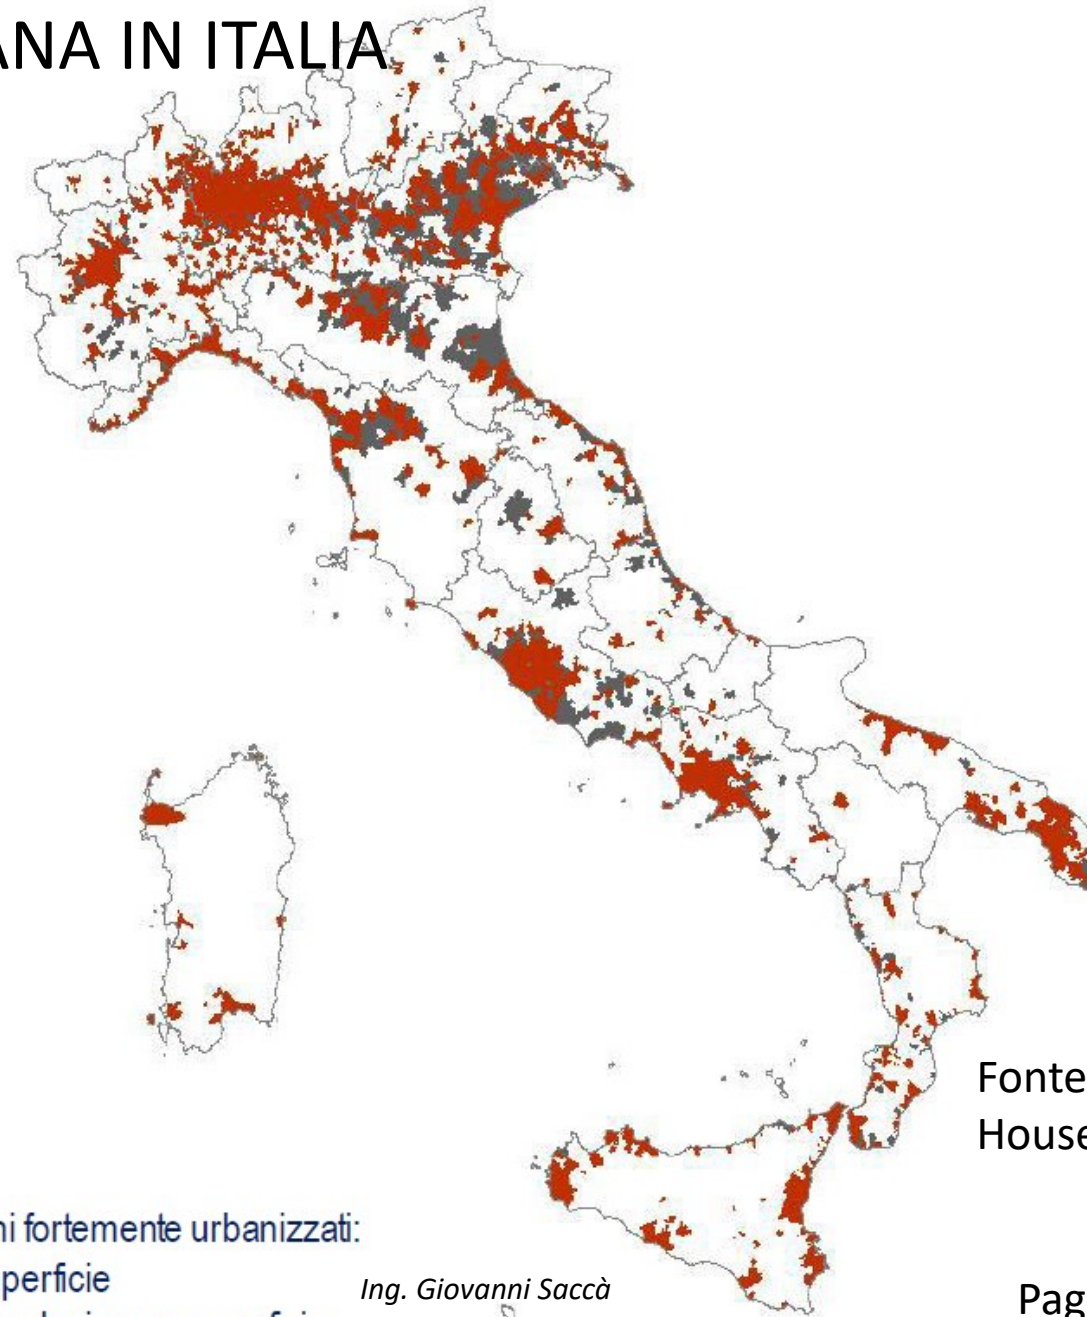 ANA IN ITALIA
Fonte
House
ni fortemente urbanizzati:
perficie
Ing. Giovanni Saccà
Pag